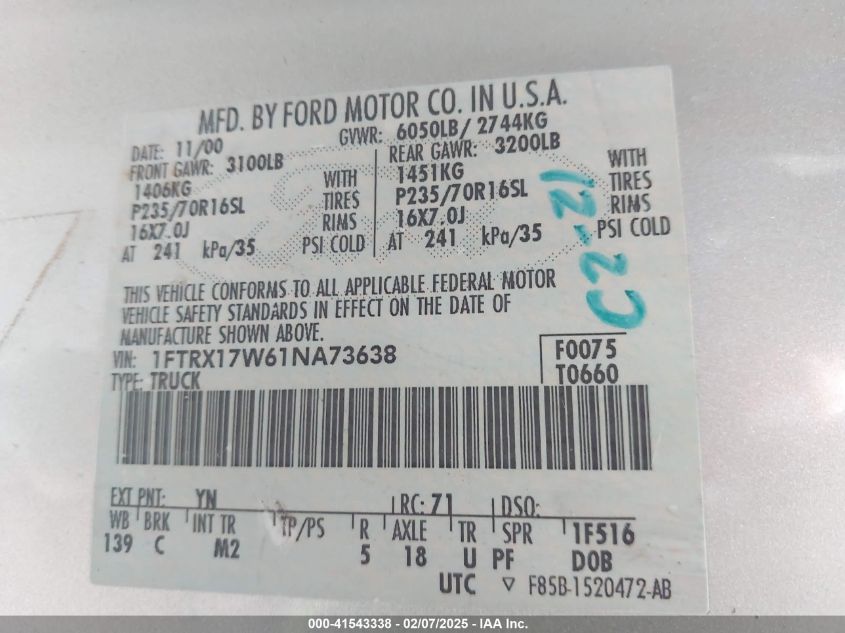 MFD. BY FORD MOTOR CO. IN U.S.A.
DATE: 11/00 GVWR: 6050LB/ 2744KG
FRONT GAWR: 3100LB REAR GAWR: 3200LB
1406KG WITH 1451KG WITH
P235/70R16SL TIRES P235/70R16SL TIRES
16X7.0J RIMS 16X7.0J RIMS
AT 241 kPa/35 PSI COLD AT 241 kPa/35 PSI COLD
C2-21
THIS VEHICLE CONFORMS TO ALL APPLICABLE FEDERAL MOTOR
VEHICLE SAFETY STANDARDS IN EFFECT ON THE DATE OF
MANUFACTURE SHOWN ABOVE.
VIN: 1FTRX17W61NA73638 F0075
TYPE: TRUCK T0660
EXT PNT: YN RC: 71 DSO:
WB BRK INT TR TP/PS R AXLE TR SPR 1F516
139 C M2 5 18 U PF DOB
UTC ▽ F85B-1520472-AB
000-41543338 - 02/07/2025 - IAA Inc.